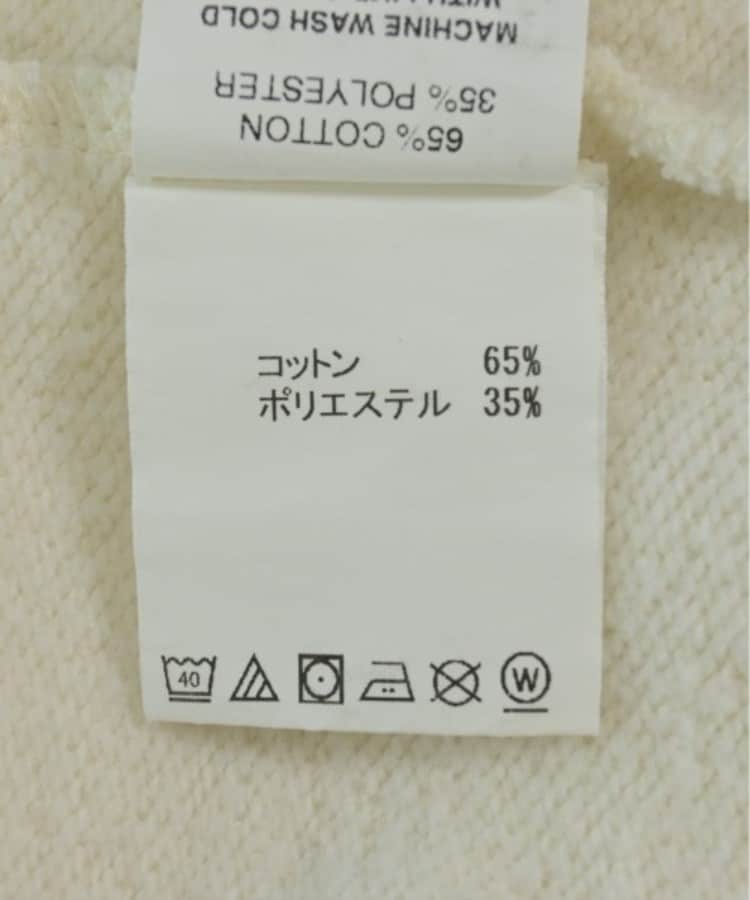 65% COTTON
35% POLYESTER
MACHINE WASH COLD
コットン 65%
ポリエステル 35%
40
W